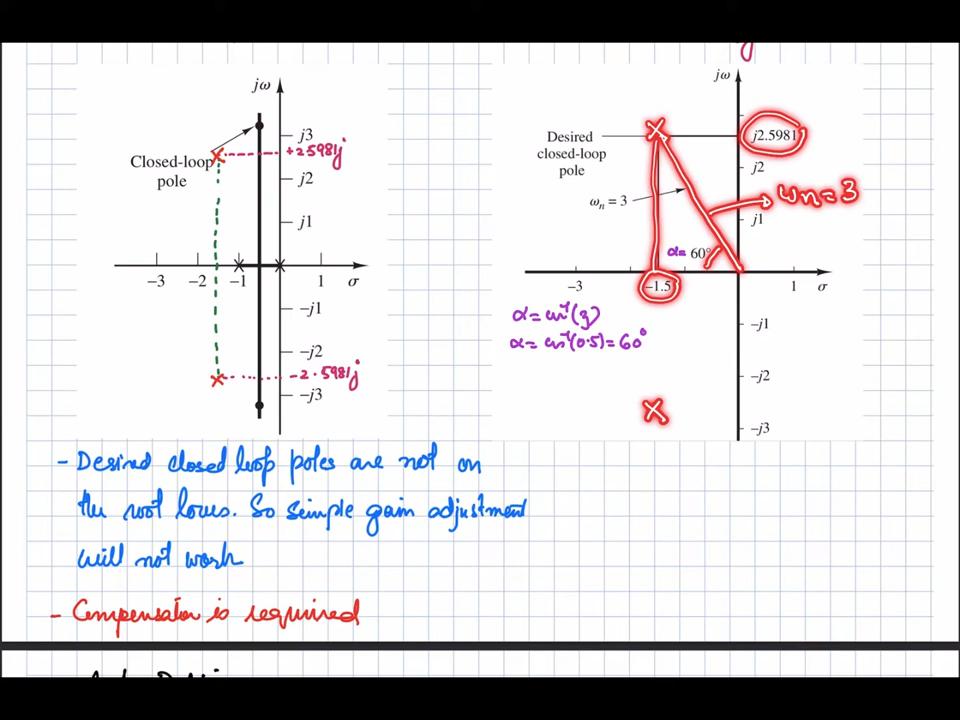 jω
Closed-loop
pole
j3
+2.5981j
j2
j1
-3 -2 -1 1 σ
-j1
-j2
-2.5981j
-j3
jω
Desired
closed-loop
pole
j2.5981
j2
ωn = 3
ωn = 3
j1
α= 60°
-3 -1.5 1 σ
α = cos⁻¹(ζ)
α = cos⁻¹(0.5) = 60°
-j1
-j2
-j3
- Desired closed loop poles are not on
the root locus. So simple gain adjustment
will not work
- Compensator is required